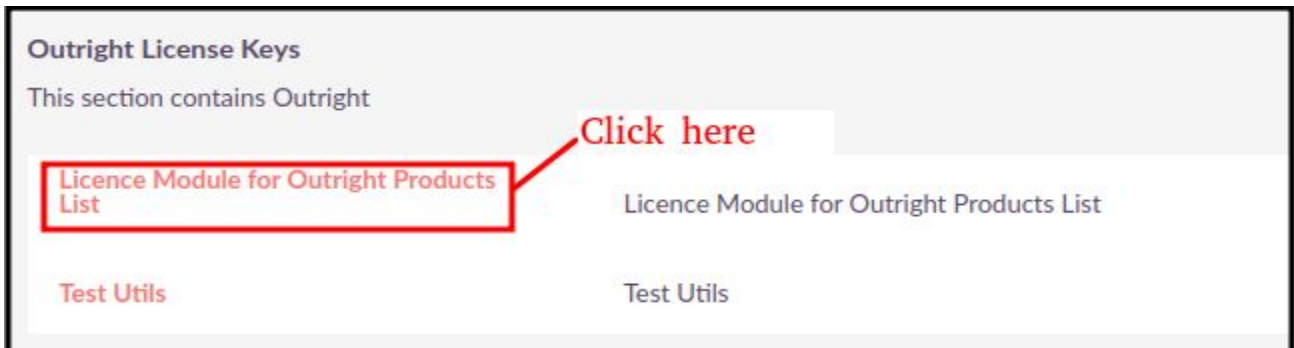 Outright License Keys
This section contains Outright
Click here
Licence Module for Outright Products
List
Licence Module for Outright Products List
Test Utils
Test Utils